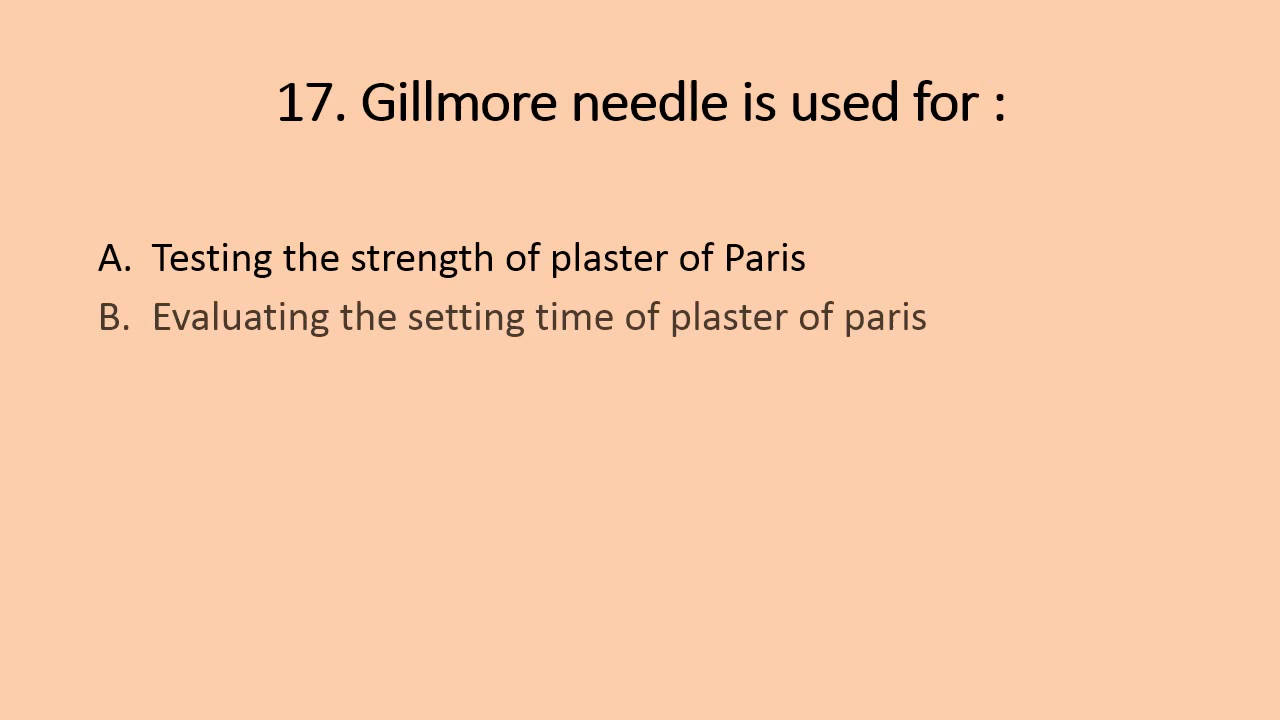 17. Gillmore needle is used for :
A. Testing the strength of plaster of Paris
B. Evaluating the setting time of plaster of paris